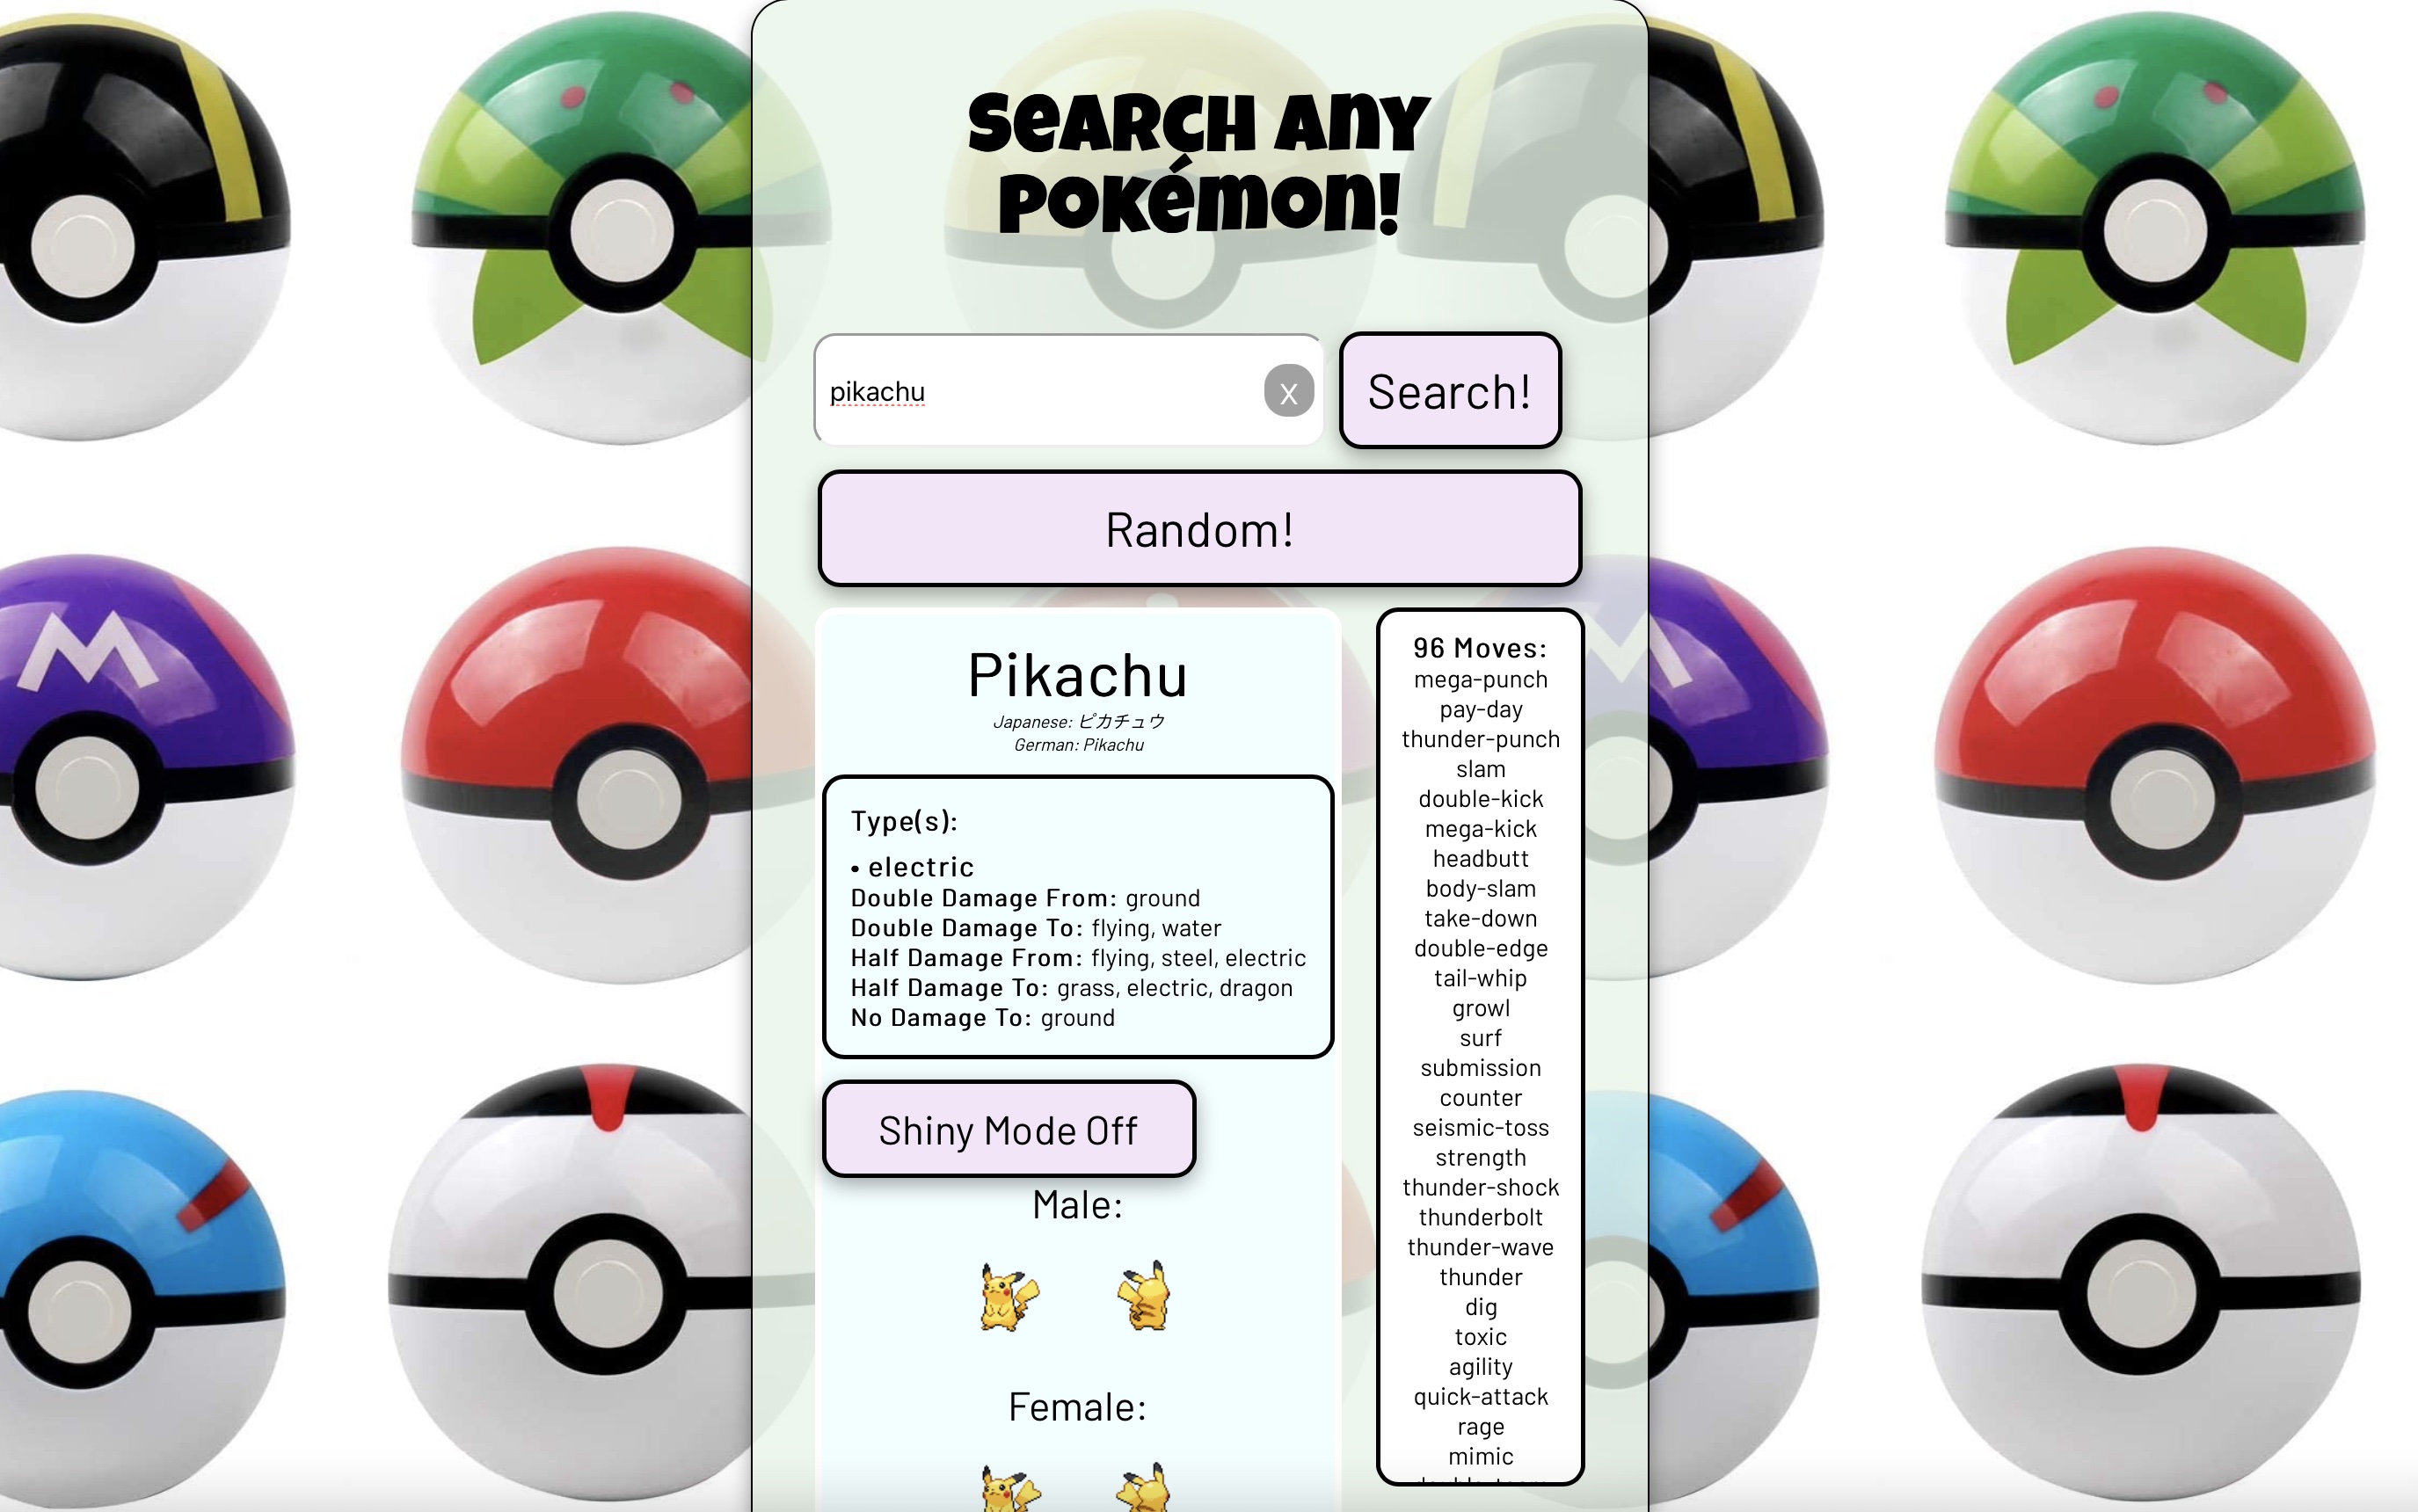 Search Any
Pokémon!
pikachu
X
Search!
Random!
Pikachu
Japanese: ピカチュウ
German: Pikachu
Type(s):
• electric
Double Damage From: ground
Double Damage To: flying, water
Half Damage From: flying, steel, electric
Half Damage To: grass, electric, dragon
No Damage To: ground
Shiny Mode Off
Male:
Female:
96 Moves:
mega-punch
pay-day
thunder-punch
slam
double-kick
mega-kick
headbutt
body-slam
take-down
double-edge
tail-whip
growl
surf
submission
counter
seismic-toss
strength
thunder-shock
thunderbolt
thunder-wave
thunder
dig
toxic
agility
quick-attack
rage
mimic
M
M